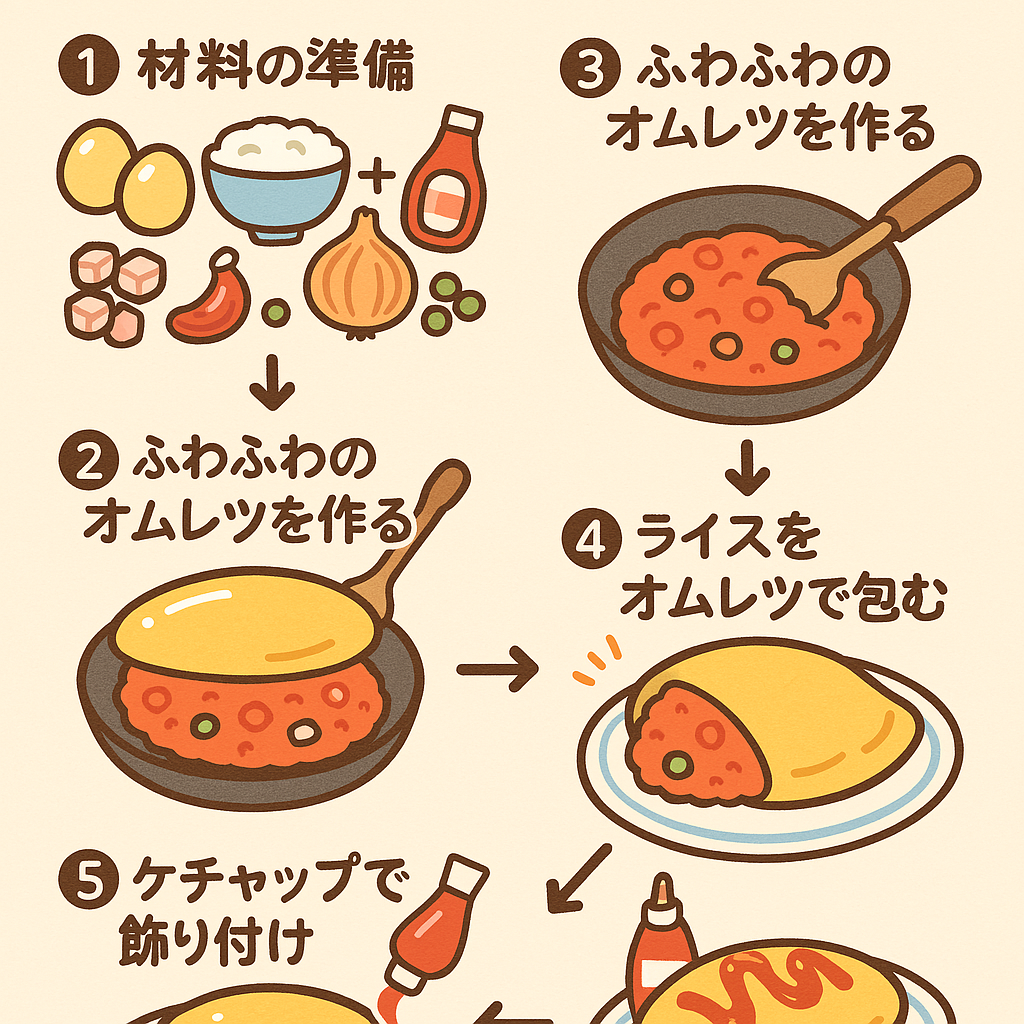 1 材料の準備
2 ふわふわの
オムレツを作る
3 ふわふわの
オムレツを作る
4 ライスを
オムレツで包む
5 ケチャップで
飾り付け